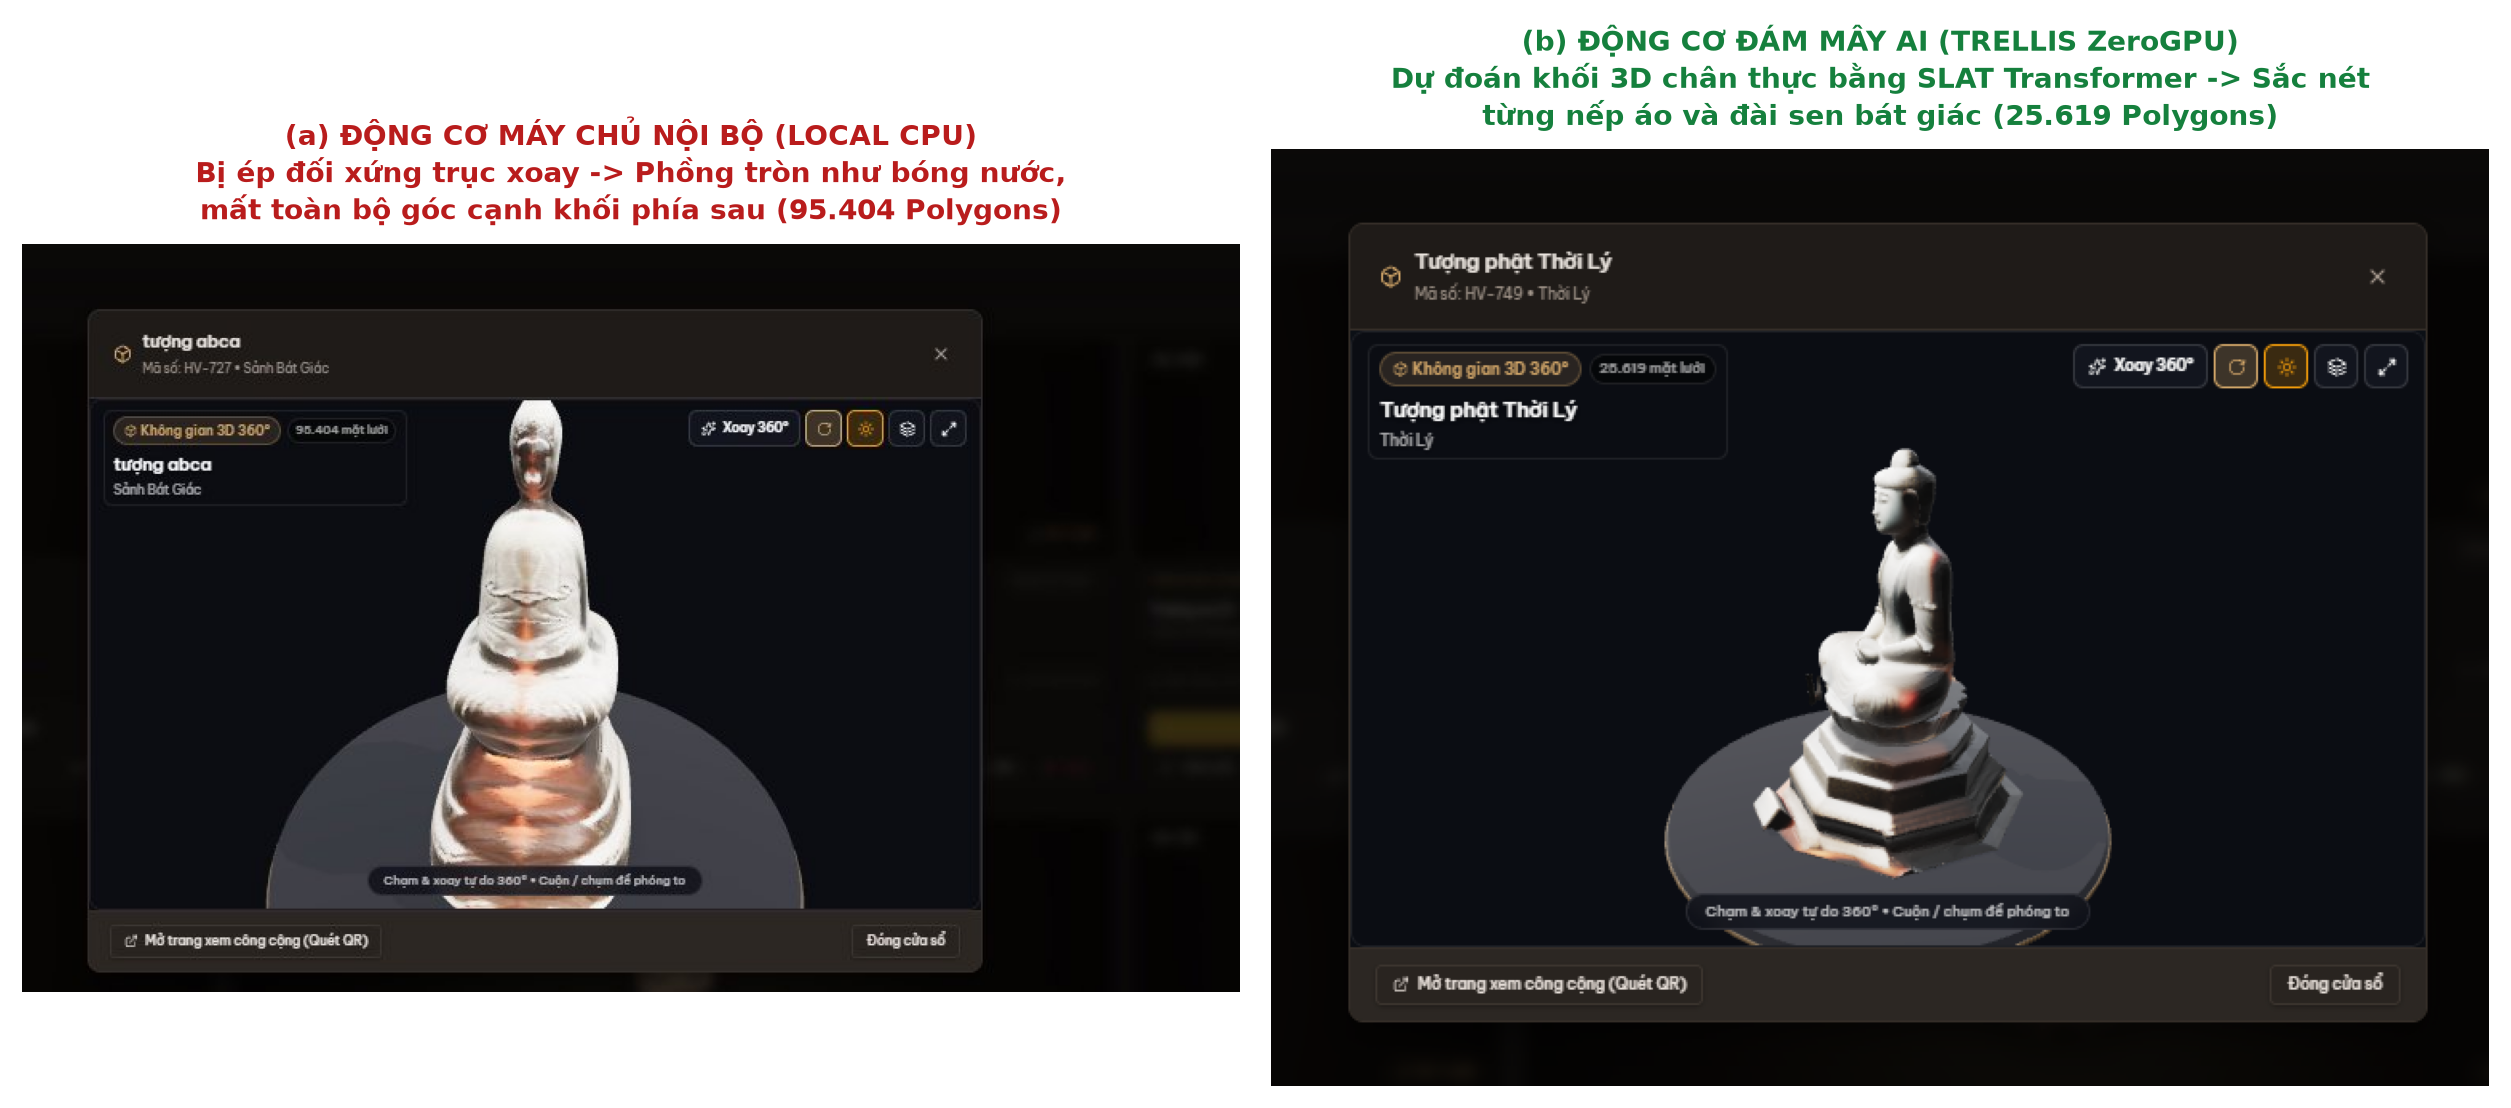 (a) ĐỘNG CƠ MÁY CHỦ NỘI BỘ (LOCAL CPU)
Bị ép đối xứng trục xoay -> Phồng tròn như bóng nước,
mất toàn bộ góc cạnh khối phía sau (95.404 Polygons)
tượng abca
Mã số: HV-727 • Sảnh Bát Giác
Không gian 3D 360°
95.404 mặt lưới
tượng abca
Sảnh Bát Giác
Xoay 360°
Chạm & xoay tự do 360° • Cuộn / chụm để phóng to
Mở trang xem công cộng (Quét QR)
Đóng cửa sổ
(b) ĐỘNG CƠ ĐÁM MÂY AI (TRELLIS ZeroGPU)
Dự đoán khối 3D chân thực bằng SLAT Transformer -> Sắc nét
từng nếp áo và đài sen bát giác (25.619 Polygons)
Tượng phật Thời Lý
Mã số: HV-749 • Thời Lý
Không gian 3D 360°
25.619 mặt lưới
Tượng phật Thời Lý
Thời Lý
Xoay 360°
Chạm & xoay tự do 360° • Cuộn / chụm để phóng to
Mở trang xem công cộng (Quét QR)
Đóng cửa sổ